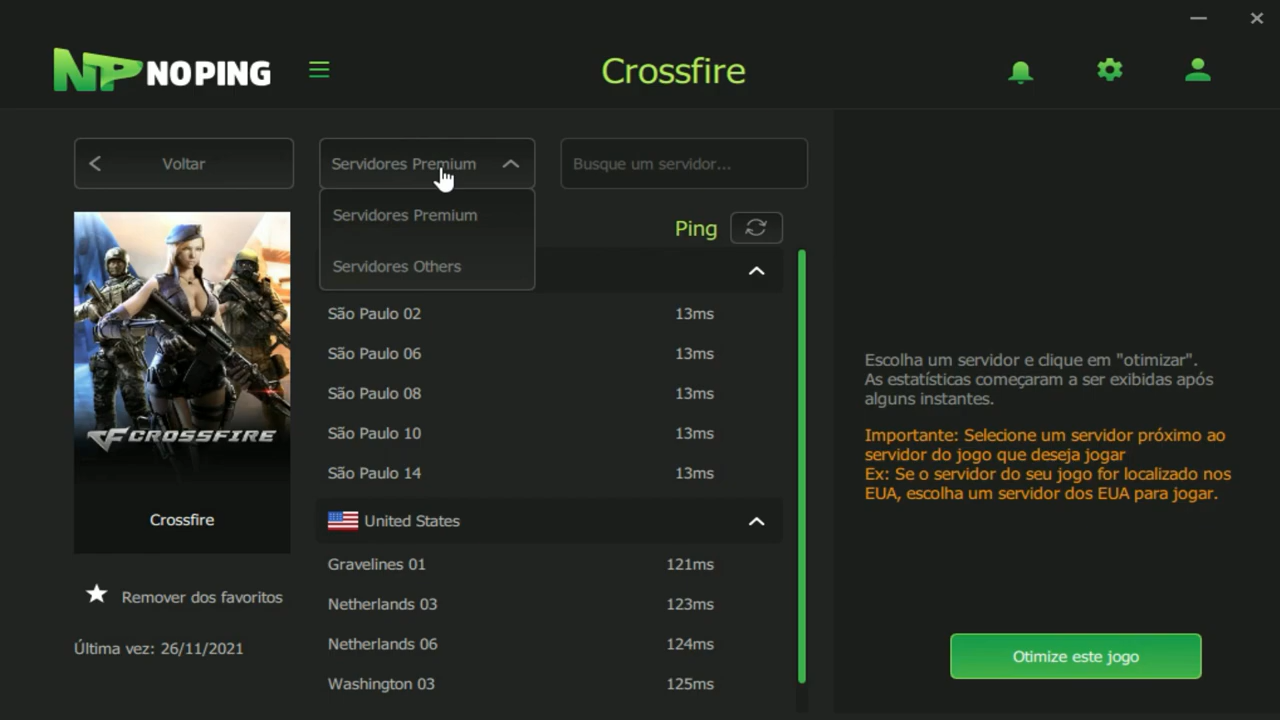 NP NOPING
Crossfire
Voltar
Servidores Premium
Busque um servidor...
Servidores Premium
Servidores Others
Ping
São Paulo 02 13ms
São Paulo 06 13ms
São Paulo 08 13ms
São Paulo 10 13ms
São Paulo 14 13ms
United States
Gravelines 01 121ms
Netherlands 03 123ms
Netherlands 06 124ms
Washington 03 125ms
CF CROSSFIRE
Crossfire
Remover dos favoritos
Última vez: 26/11/2021
Escolha um servidor e clique em "otimizar".
As estatísticas começaram a ser exibidas após
alguns instantes.
Importante: Selecione um servidor próximo ao
servidor do jogo que deseja jogar
Ex: Se o servidor do seu jogo for localizado nos
EUA, escolha um servidor dos EUA para jogar.
Otimize este jogo